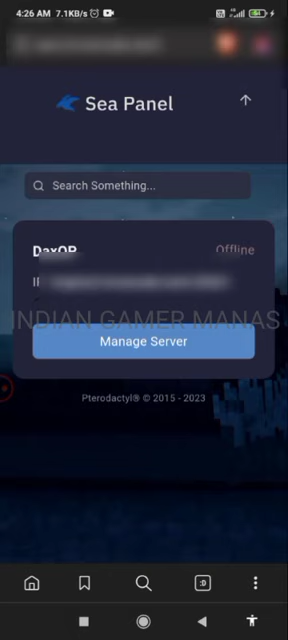 4:26 AM 7.1KB/s
Sea Panel
Search Something...
DaxOP
Offline
INDIAN GAMER MANAS
Manage Server
Pterodactyl® © 2015 - 2023
:0